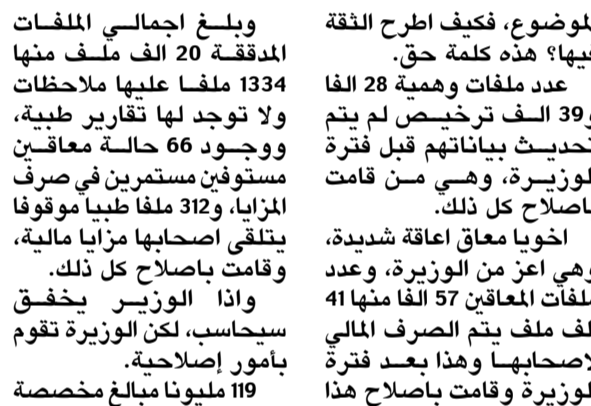 لموضوع، فكيف اطرح الثقة
فيها؟ هذه كلمة حق.
عدد ملفات وهمية 28 الفا
و39 الف ترخيص لم يتم
تحديث بياناتهم قبل فترة
لوزيرة، وهي من قامت
باصلاح كل ذلك.
اخويا معاق اعاقة شديدة،
وهي اعز من الوزيرة، وعدد
ملفات المعاقين 57 الفا منها 41
لف ملف يتم الصرف المالي
لاصحابها وهذا بعد فترة
لوزيرة وقامت باصلاح هذا
وبلغ اجمالي الملفات
المدققة 20 الف ملف منها
1334 ملفا عليها ملاحظات
ولا توجد لها تقارير طبية،
ووجود 66 حالة معاقين
مستوفين مستمرين في صرف
المزايا، و312 ملفا طبيا موقوفا
يتلقى اصحابها مزايا مالية،
وقامت باصلاح كل ذلك.
واذا الوزير يخفق
سيحاسب، لكن الوزيرة تقوم
بأمور إصلاحية.
119 مليونا مبالغ مخصصة